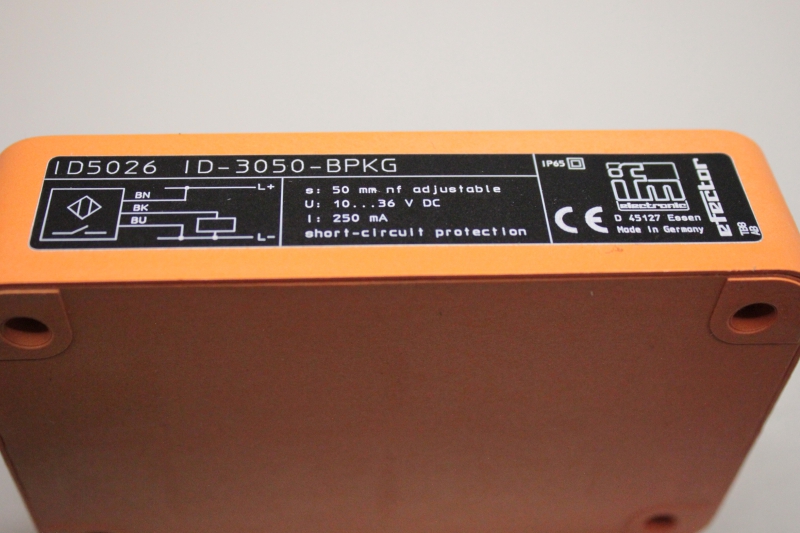 ID5026 ID-3050-BPKG
BN
BK
BU
L+
L-
s: 50 mm nf adjustable
U: 10...36 V DC
I: 250 mA
short-circuit protection
IP65
CE
ifm
electronic
D 45127 Essen
Made in Germany
efector
AB